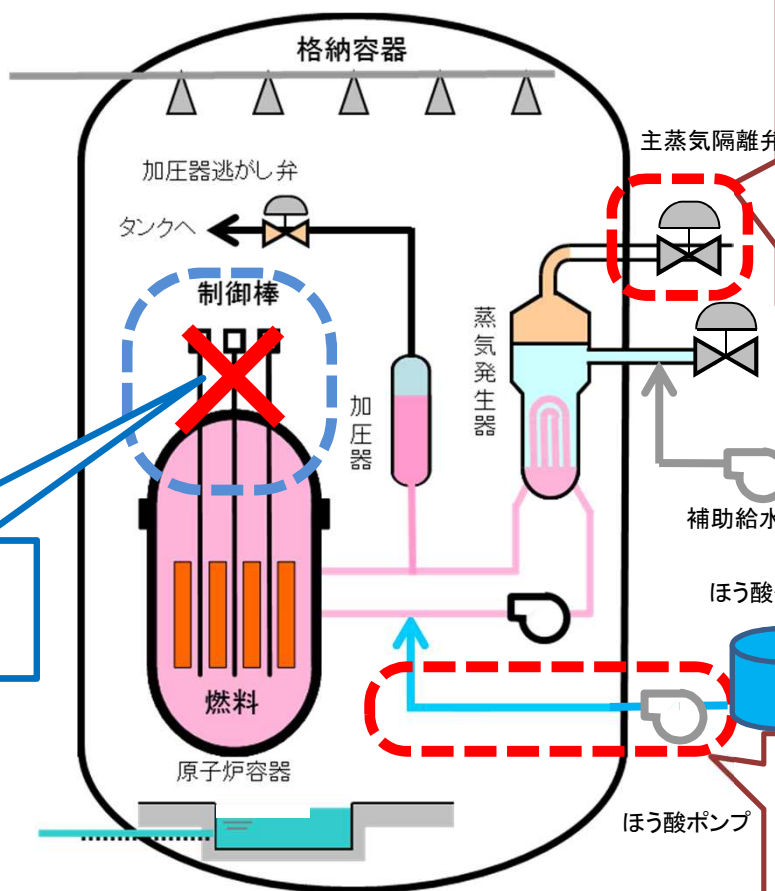 格納容器
主蒸気隔離弁
加圧器逃がし弁
タンクへ
制御棒
蒸気発生器
加圧器
補助給水
ほう酸
燃料
原子炉容器
ほう酸ポンプ